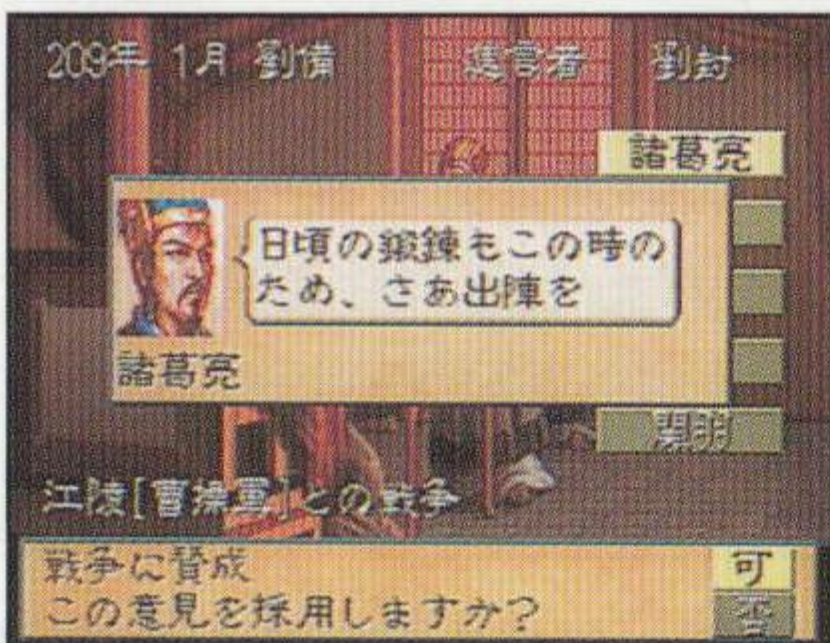 209年 1月 劉備 進言者 劉封
諸葛亮
日頃の鍛錬もこの時の
ため、さあ出陣を
諸葛亮
関羽
江陵[曹操軍]との戦争
戦争に賛成
この意見を採用しますか?
可
否